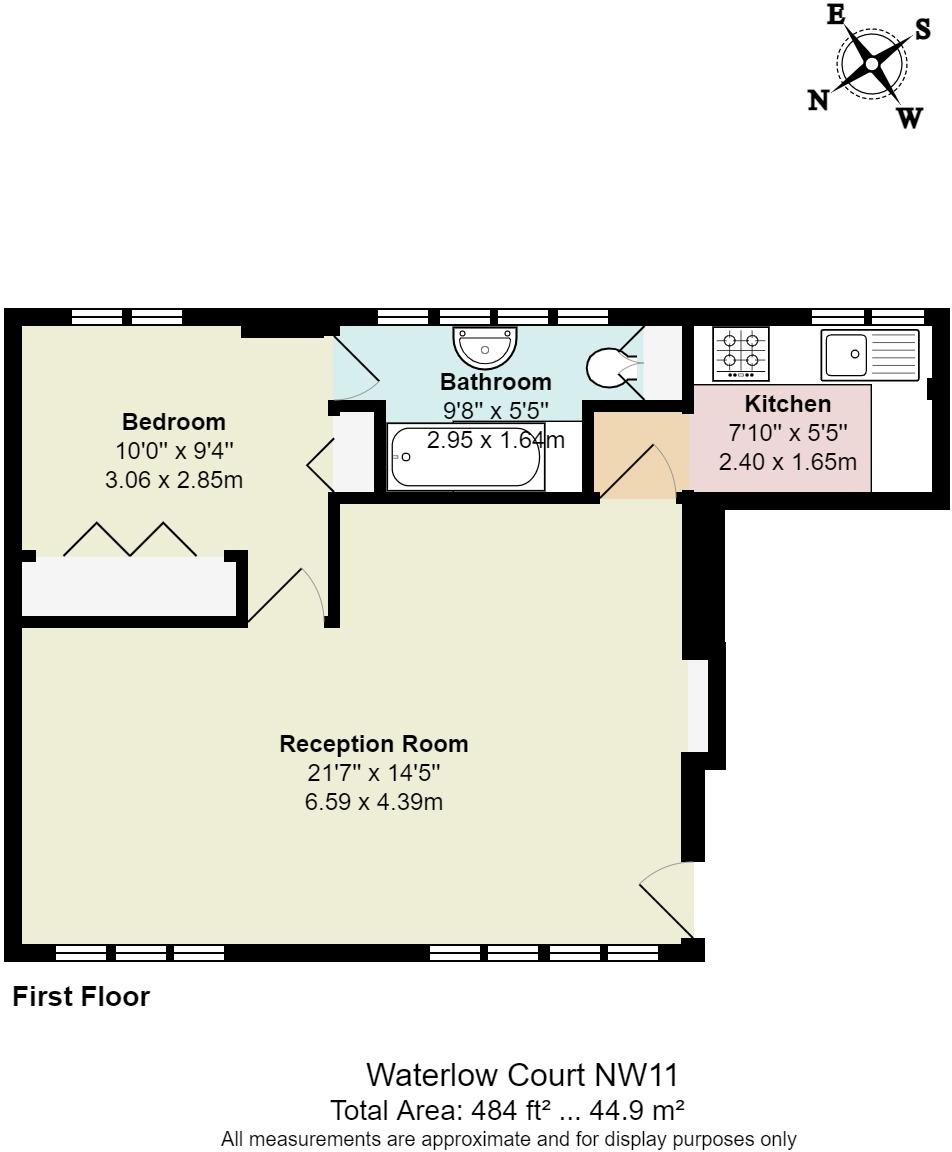 E
S
N
W
Bathroom
9'8" x 5'5"
2.95 x 1.64m
Kitchen
7'10" x 5'5"
2.40 x 1.65m
Bedroom
10'0" x 9'4"
3.06 x 2.85m
Reception Room
21'7" x 14'5"
6.59 x 4.39m
First Floor
Waterlow Court NW11
Total Area: 484 ft² ... 44.9 m²
All measurements are approximate and for display purposes only